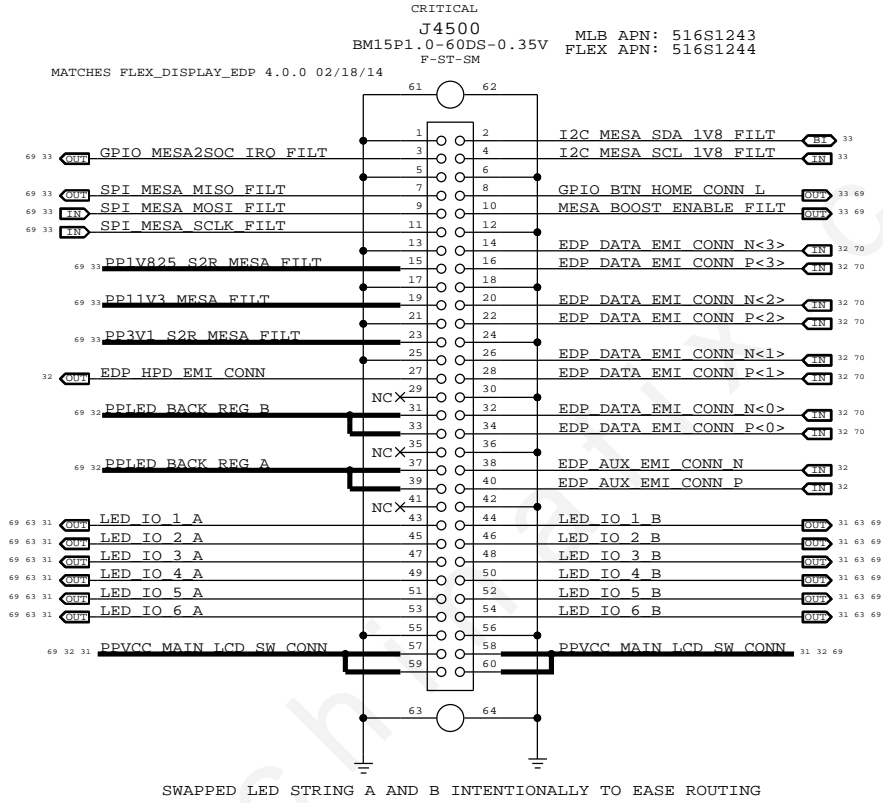 CRITICAL
J4500
BM15P1.0-60DS-0.35V
F-ST-SM
MLB APN: 516S1243
FLEX APN: 516S1244
MATCHES FLEX_DISPLAY_EDP 4.0.0 02/18/14
61 62
1 2 I2C_MESA_SDA_1V8_FILT BI 33
69 33 OUT GPIO_MESA2SOC_IRQ_FILT 3 4 I2C_MESA_SCL_1V8_FILT IN 33
5 6
69 33 OUT SPI_MESA_MISO_FILT 7 8 GPIO_BTN_HOME_CONN_L OUT 33 69
69 33 IN SPI_MESA_MOSI_FILT 9 10 MESA_BOOST_ENABLE_FILT OUT 33 69
69 33 IN SPI_MESA_SCLK_FILT 11 12
13 14 EDP_DATA_EMI_CONN_N<3> IN 32 70
69 33 PP1V825_S2R_MESA_FILT 15 16 EDP_DATA_EMI_CONN_P<3> IN 32 70
17 18
69 33 PP11V3_MESA_FILT 19 20 EDP_DATA_EMI_CONN_N<2> IN 32 70
21 22 EDP_DATA_EMI_CONN_P<2> IN 32 70
69 33 PP3V1_S2R_MESA_FILT 23 24
25 26 EDP_DATA_EMI_CONN_N<1> IN 32 70
32 OUT EDP_HPD_EMI_CONN 27 28 EDP_DATA_EMI_CONN_P<1> IN 32 70
NC 29 30
69 32 PPLED_BACK_REG_B 31 32 EDP_DATA_EMI_CONN_N<0> IN 32 70
33 34 EDP_DATA_EMI_CONN_P<0> IN 32 70
NC 35 36
69 32 PPLED_BACK_REG_A 37 38 EDP_AUX_EMI_CONN_N IN 32
39 40 EDP_AUX_EMI_CONN_P IN 32
NC 41 42
69 63 31 OUT LED_IO_1_A 43 44 LED_IO_1_B OUT 31 63 69
69 63 31 OUT LED_IO_2_A 45 46 LED_IO_2_B OUT 31 63 69
69 63 31 OUT LED_IO_3_A 47 48 LED_IO_3_B OUT 31 63 69
69 63 31 OUT LED_IO_4_A 49 50 LED_IO_4_B OUT 31 63 69
69 63 31 OUT LED_IO_5_A 51 52 LED_IO_5_B OUT 31 63 69
69 63 31 OUT LED_IO_6_A 53 54 LED_IO_6_B OUT 31 63 69
55 56
69 32 31 PPVCC_MAIN_LCD_SW_CONN 57 58 PPVCC_MAIN_LCD_SW_CONN 31 32 69
59 60
63 64
SWAPPED LED STRING A AND B INTENTIONALLY TO EASE ROUTING